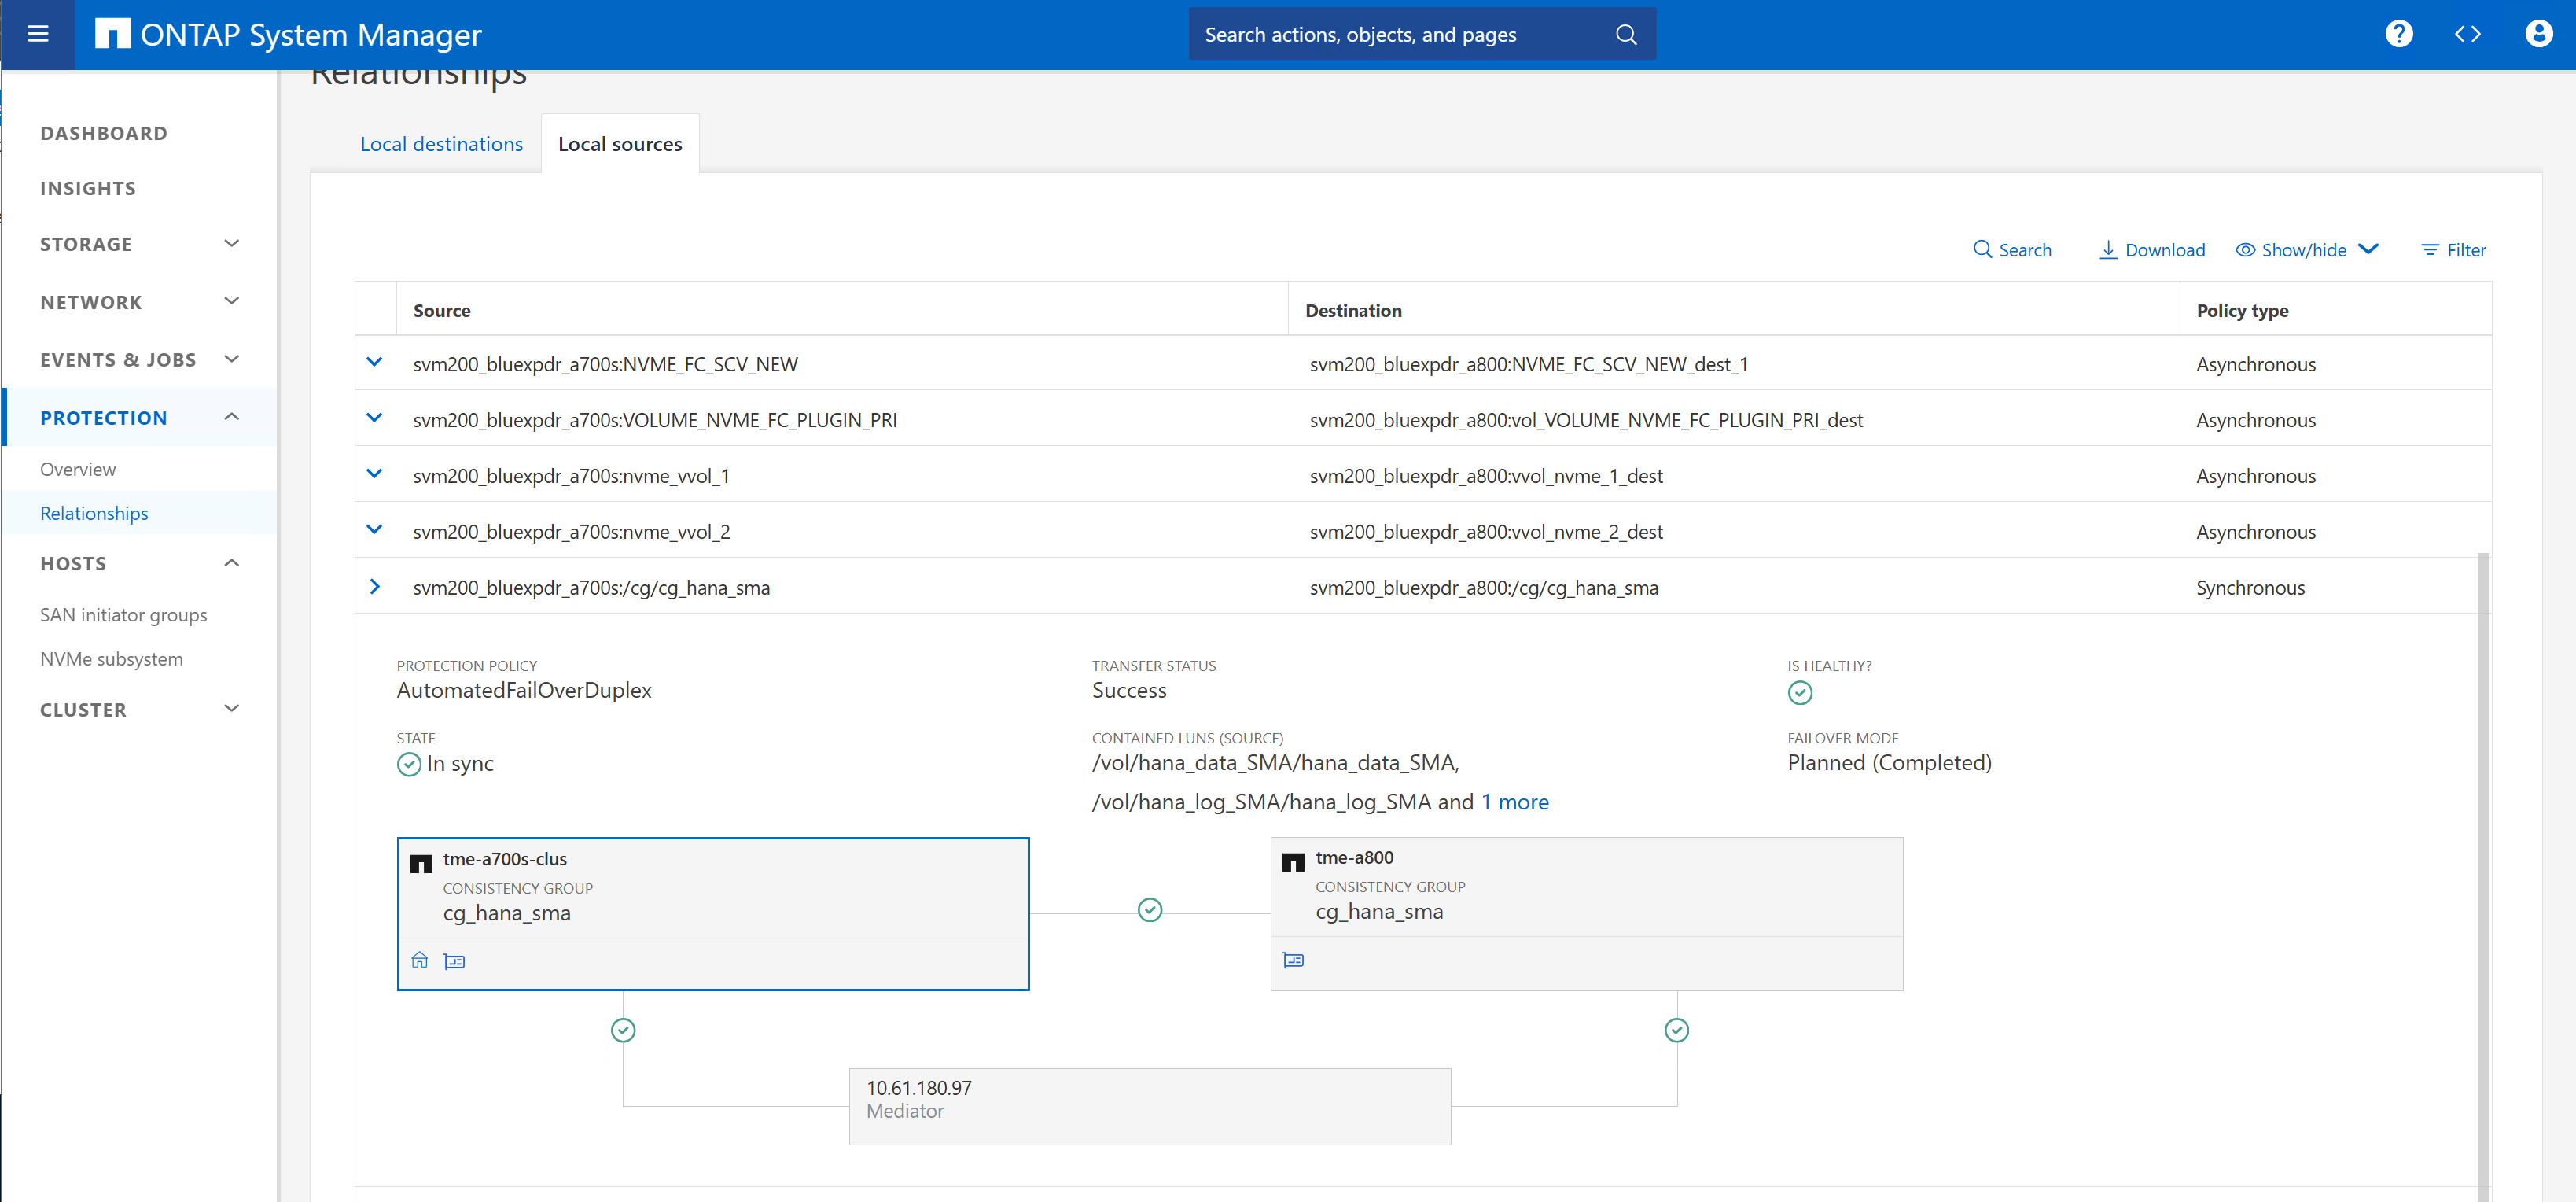 ONTAP System Manager
Search actions, objects, and pages
Relationships
DASHBOARD
INSIGHTS
STORAGE
NETWORK
EVENTS & JOBS
PROTECTION
Overview
Relationships
HOSTS
SAN initiator groups
NVMe subsystem
CLUSTER
Local destinations
Local sources
Search
Download
Show/hide
Filter
Source Destination Policy type
svm200_bluexpdr_a700s:NVME_FC_SCV_NEW svm200_bluexpdr_a800:NVME_FC_SCV_NEW_dest_1 Asynchronous
svm200_bluexpdr_a700s:VOLUME_NVME_FC_PLUGIN_PRI svm200_bluexpdr_a800:vol_VOLUME_NVME_FC_PLUGIN_PRI_dest Asynchronous
svm200_bluexpdr_a700s:nvme_vvol_1 svm200_bluexpdr_a800:vvol_nvme_1_dest Asynchronous
svm200_bluexpdr_a700s:nvme_vvol_2 svm200_bluexpdr_a800:vvol_nvme_2_dest Asynchronous
svm200_bluexpdr_a700s:/cg/cg_hana_sma svm200_bluexpdr_a800:/cg/cg_hana_sma Synchronous
PROTECTION POLICY
AutomatedFailOverDuplex
TRANSFER STATUS
Success
IS HEALTHY?
STATE
In sync
CONTAINED LUNS (SOURCE)
/vol/hana_data_SMA/hana_data_SMA,
/vol/hana_log_SMA/hana_log_SMA and 1 more
FAILOVER MODE
Planned (Completed)
tme-a700s-clus
CONSISTENCY GROUP
cg_hana_sma
tme-a800
CONSISTENCY GROUP
cg_hana_sma
10.61.180.97
Mediator